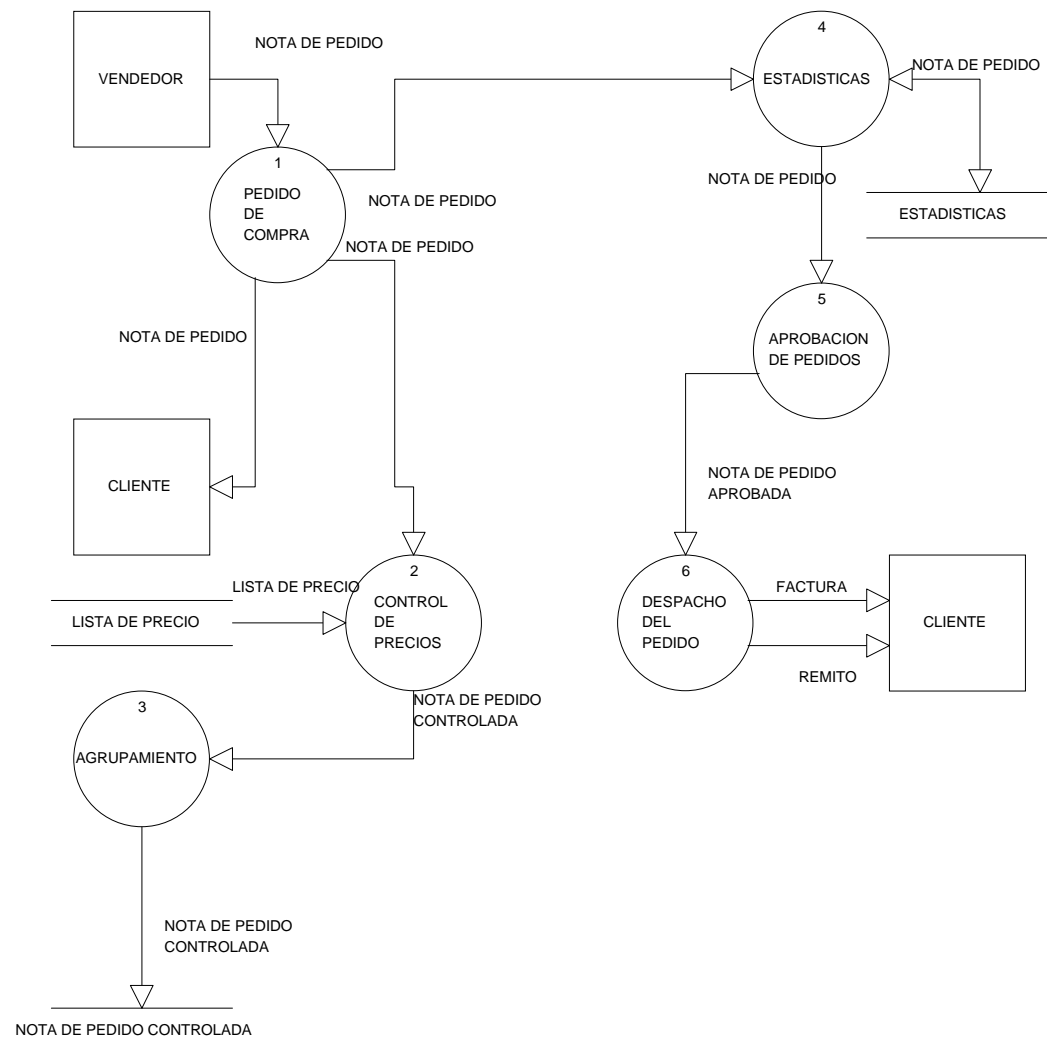 NOTA DE PEDIDO
VENDEDOR
1
PEDIDO
DE
COMPRA
NOTA DE PEDIDO
NOTA DE PEDIDO
NOTA DE PEDIDO
CLIENTE
LISTA DE PRECIO
LISTA DE PRECIO
2
CONTROL
DE
PRECIOS
NOTA DE PEDIDO
CONTROLADA
3
AGRUPAMIENTO
NOTA DE PEDIDO
CONTROLADA
NOTA DE PEDIDO CONTROLADA
4
ESTADISTICAS
NOTA DE PEDIDO
NOTA DE PEDIDO
ESTADISTICAS
5
APROBACION
DE PEDIDOS
NOTA DE PEDIDO
APROBADA
6
DESPACHO
DEL
PEDIDO
FACTURA
REMITO
CLIENTE